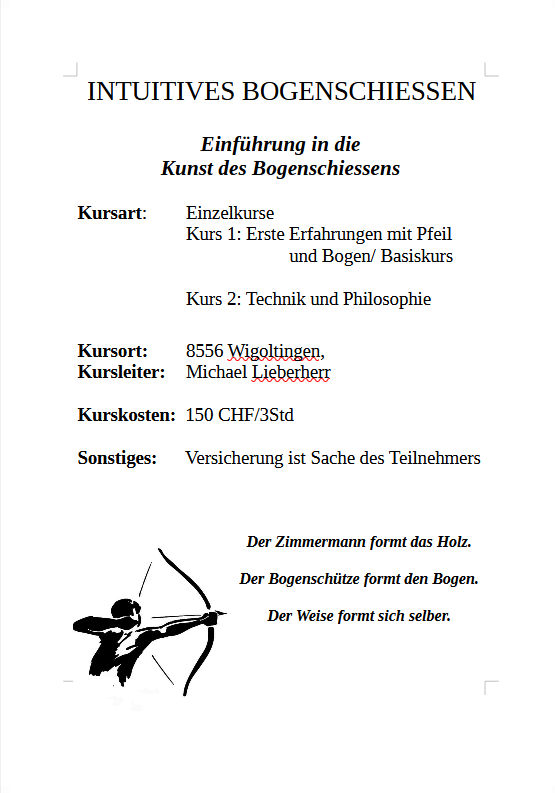 INTUITIVES BOGENSCHIESSEN
Einführung in die
Kunst des Bogenschiessens
Kursart: Einzelkurse
Kurs 1: Erste Erfahrungen mit Pfeil
und Bogen/ Basiskurs
Kurs 2: Technik und Philosophie
Kursort: 8556 Wigoltingen,
Kursleiter: Michael Lieberherr
Kurskosten: 150 CHF/3Std
Sonstiges: Versicherung ist Sache des Teilnehmers
Der Zimmermann formt das Holz.
Der Bogenschütze formt den Bogen.
Der Weise formt sich selber.